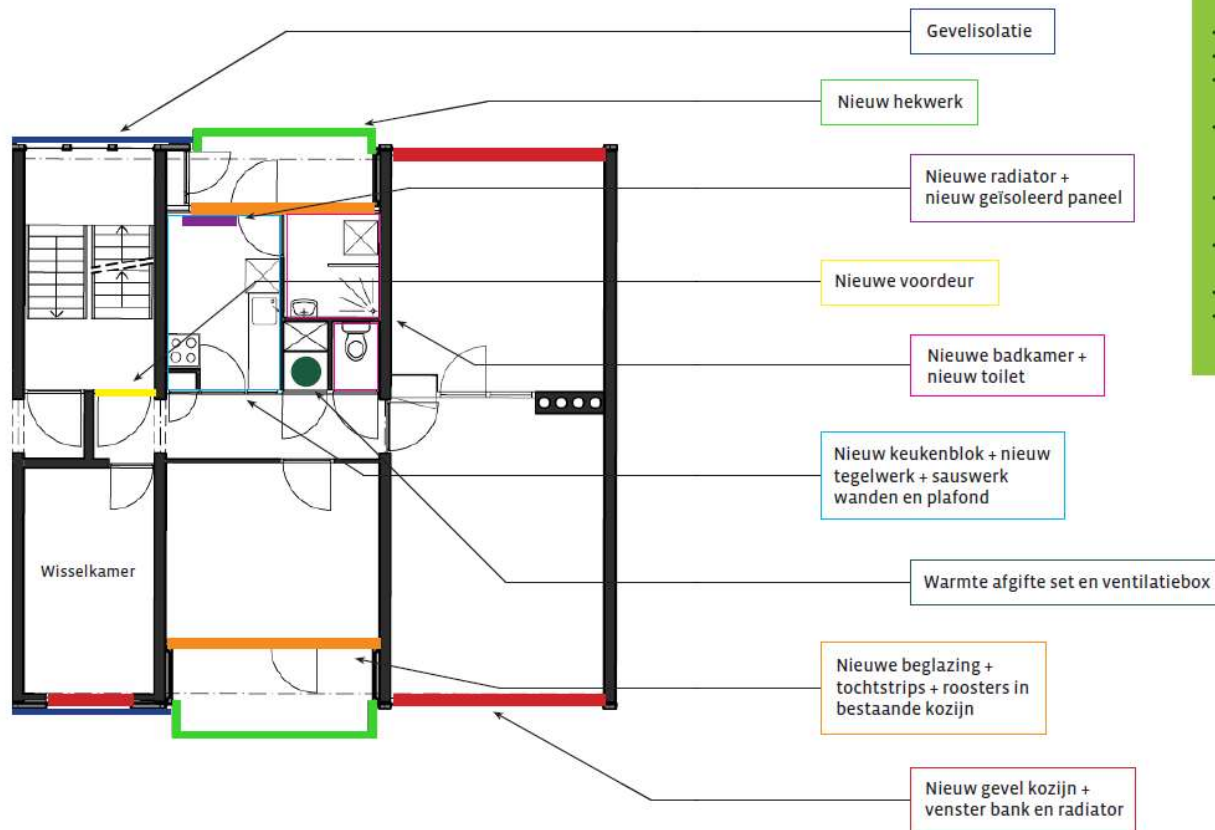 Gevelisolatie
Nieuw hekwerk
Nieuwe radiator +
nieuw geïsoleerd paneel
Nieuwe voordeur
Nieuwe badkamer +
nieuw toilet
Nieuw keukenblok + nieuw
tegelwerk + sauswerk
wanden en plafond
Wisselkamer
Warmte afgifte set en ventilatiebox
Nieuwe beglazing +
tochtstrips + roosters in
bestaande kozijn
Nieuw gevel kozijn +
venster bank en radiator